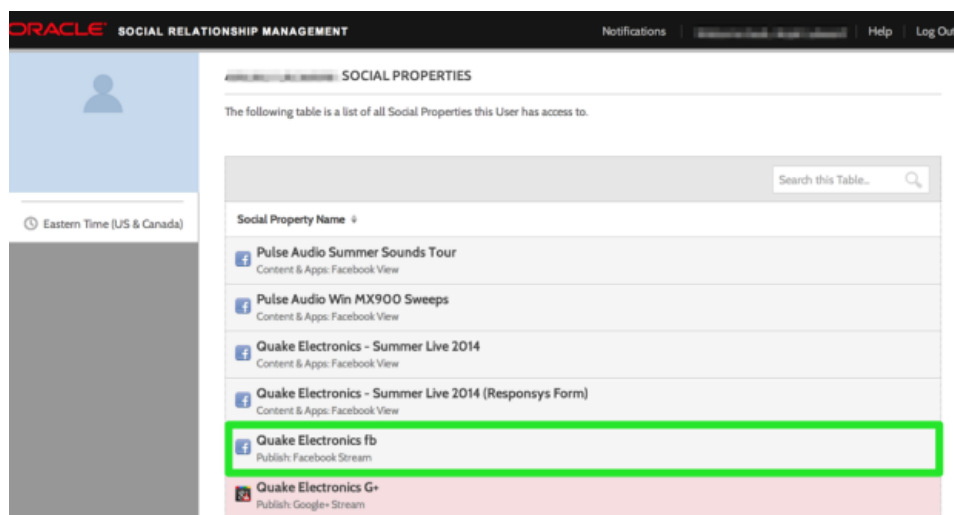 ORACLE SOCIAL RELATIONSHIP MANAGEMENT
Notifications
Help
Log Out
SOCIAL PROPERTIES
The following table is a list of all Social Properties this User has access to.
Search this Table..
Eastern Time (US & Canada)
Social Property Name
Pulse Audio Summer Sounds Tour
Content & Apps: Facebook View
Pulse Audio Win MX900 Sweeps
Content & Apps: Facebook View
Quake Electronics - Summer Live 2014
Content & Apps: Facebook View
Quake Electronics - Summer Live 2014 (Responsys Form)
Content & Apps: Facebook View
Quake Electronics fb
Publish: Facebook Stream
Quake Electronics G+
Publish: Google+ Stream